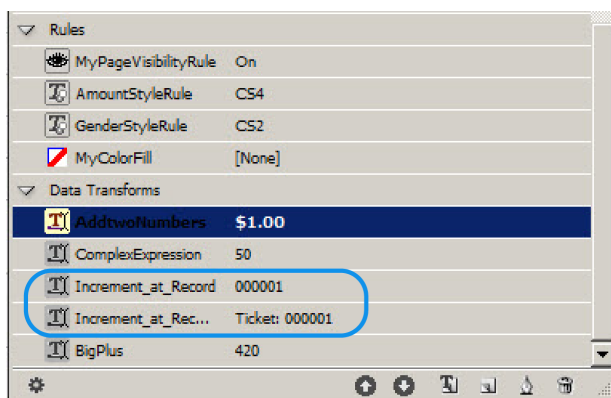 Rules
MyPageVisibilityRule On
AmountStyleRule CS4
GenderStyleRule CS2
MyColorFill [None]
Data Transforms
AddtwoNumbers $1.00
ComplexExpression 50
Increment_at_Record 000001
Increment_at_Rec... Ticket: 000001
BigPlus 420